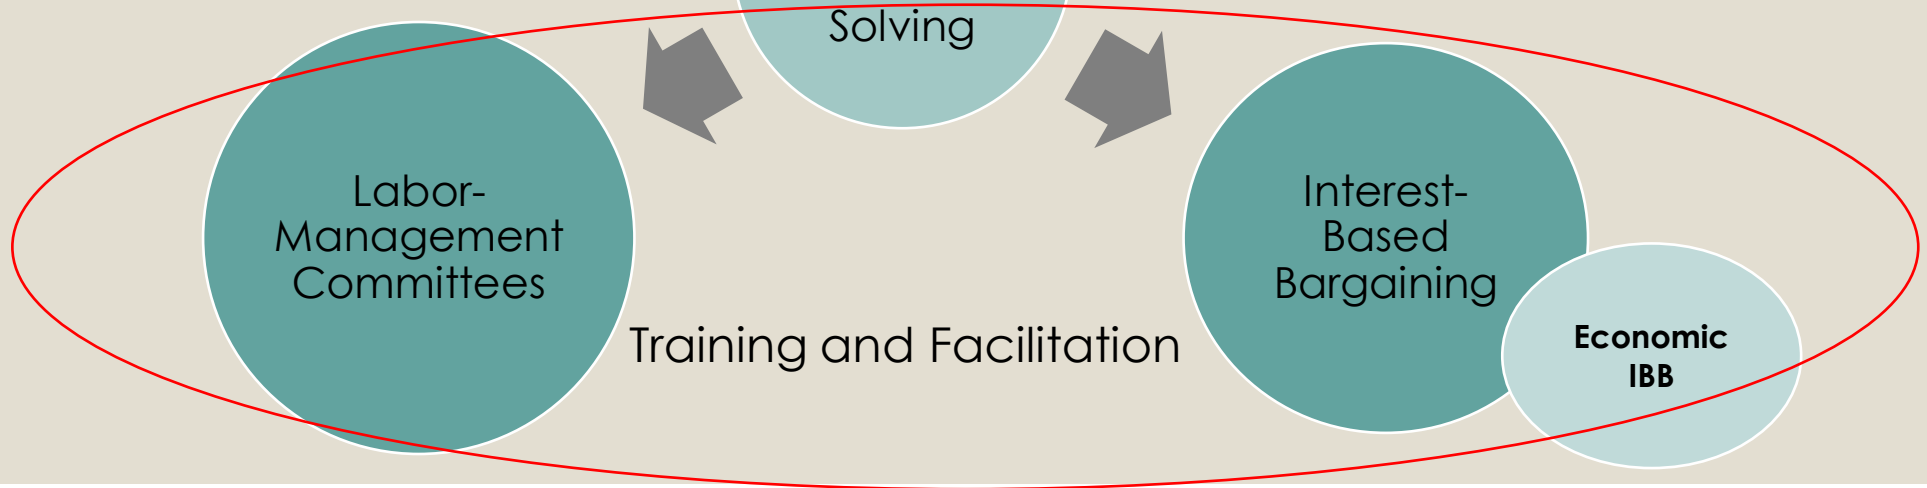 Solving
Labor-
Management
Committees
Interest-
Based
Bargaining
Training and Facilitation
Economic
IBB